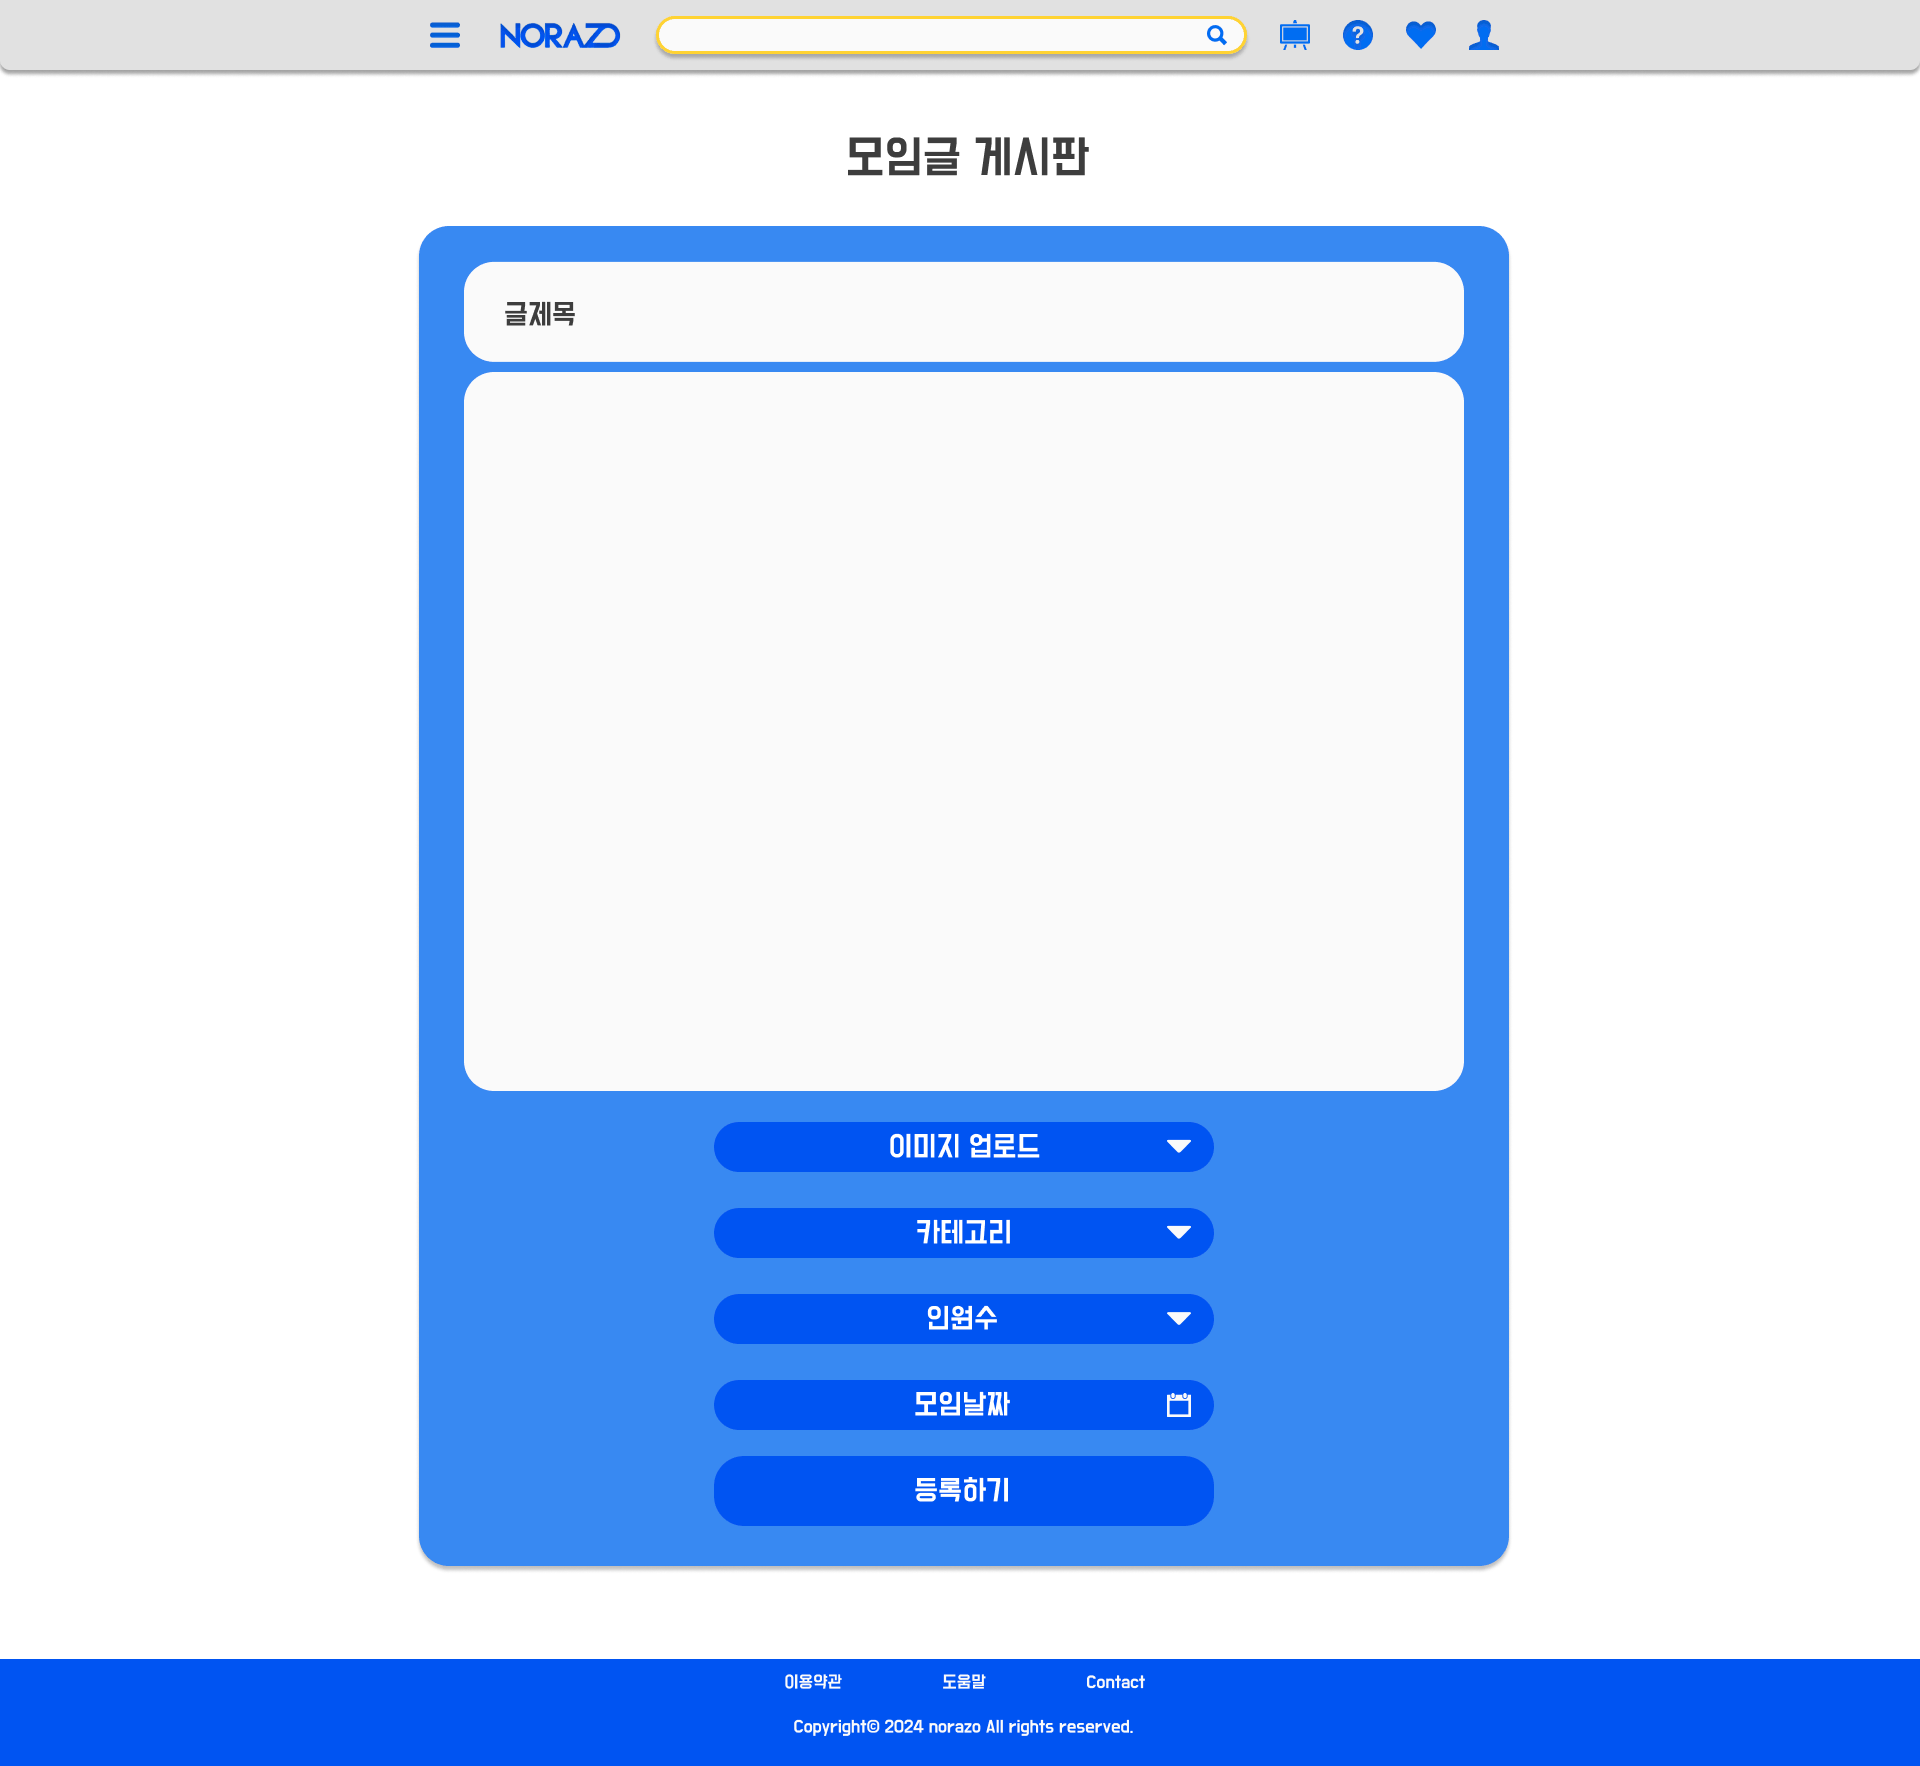 NORAZO
모임글 게시판
글제목
이미지 업로드
카테고리
인원수
모임날짜
등록하기
이용약관 도움말 Contact
Copyright© 2024 norazo All rights reserved.